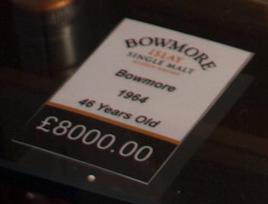 BOWMORE
ISLAY
SINGLE MALT
Bowmore
1964
46 Years Old
£8000.00